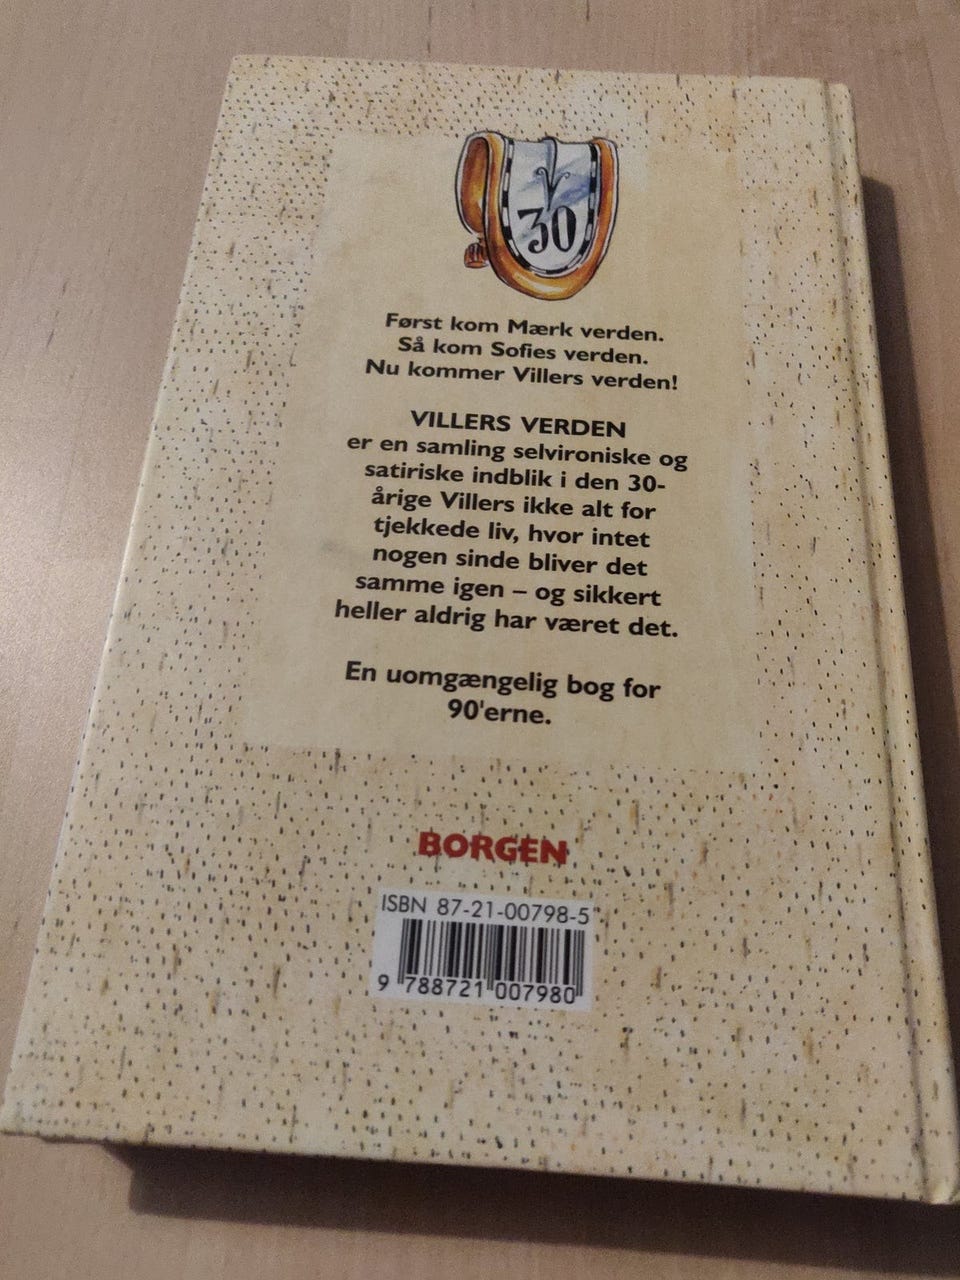 30
Først kom Mærk verden.
Så kom Sofies verden.
Nu kommer Villers verden!
VILLERS VERDEN
er en samling selvironiske og
satiriske indblik i den 30-
årige Villers ikke alt for
tjekkede liv, hvor intet
nogen sinde bliver det
samme igen – og sikkert
heller aldrig har været det.
En uomgængelig bog for
90'erne.
BORGEN
ISBN 87-21-00798-5
9 788721 007980